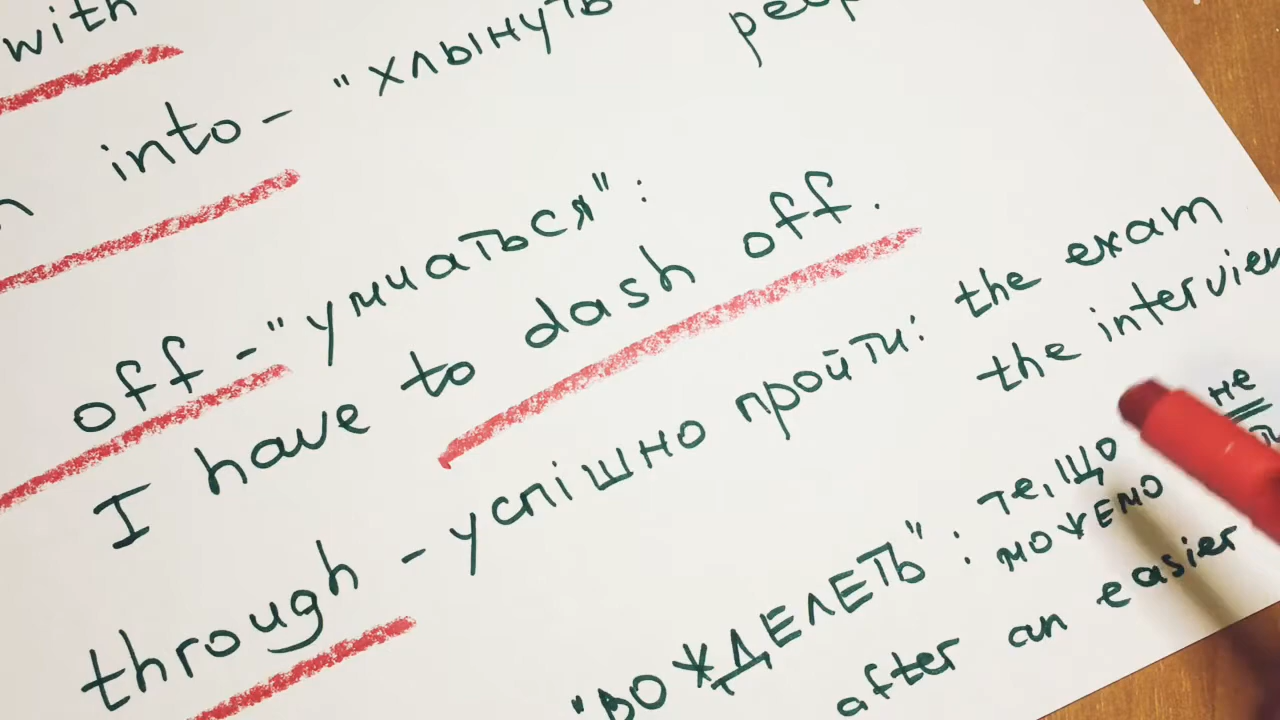 with
into - "хлынуть
off - "умчаться":
I have to dash off.
through - успішно пройти: the exam
the interview
"вожделеть": те, що не
можемо
after an easier